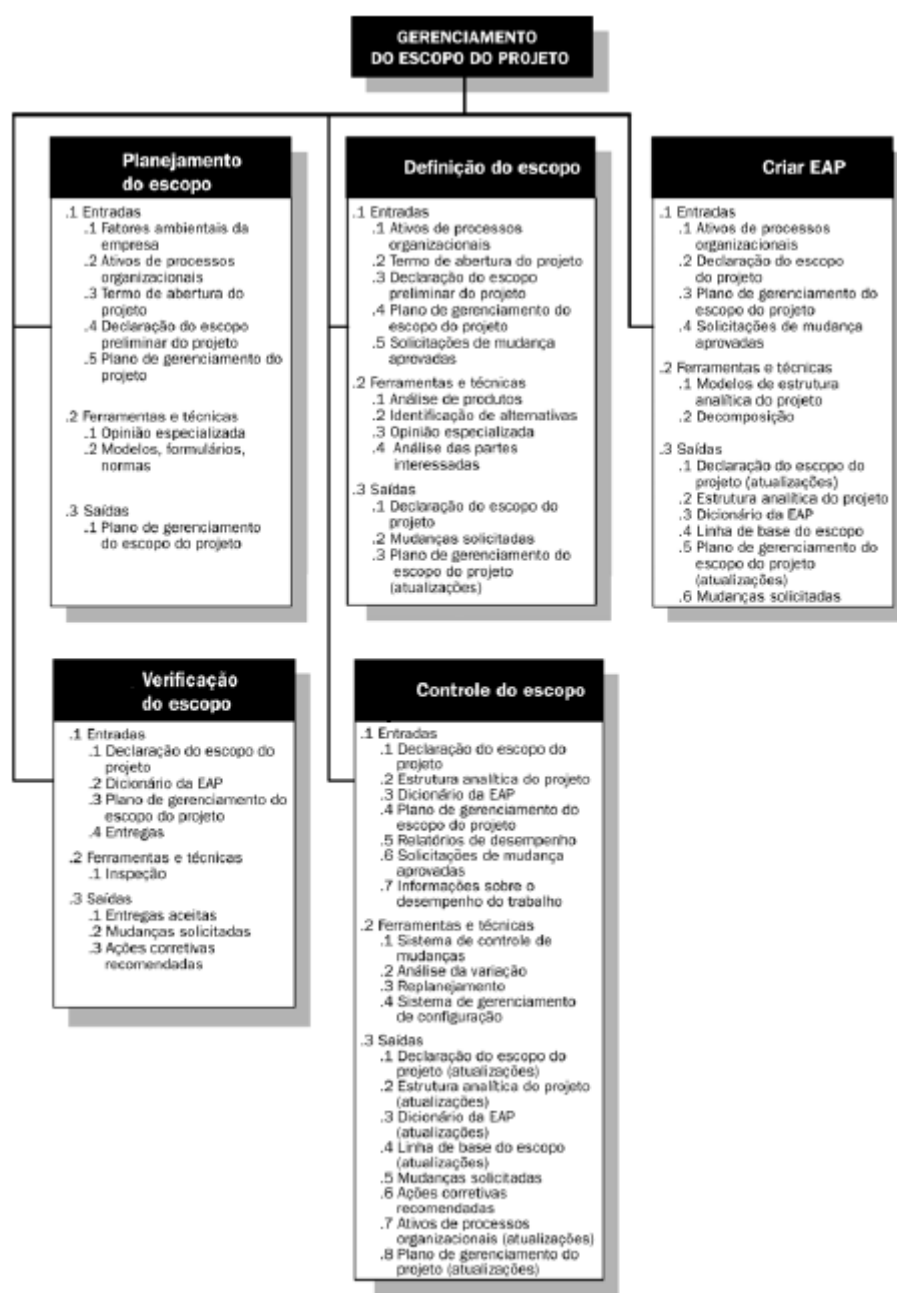 GERENCIAMENTO
DO ESCOPO DO PROJETO
Planejamento
do escopo
.1 Entradas
.1 Fatores ambientais da
empresa
.2 Ativos de processos
organizacionais
.3 Termo de abertura do
projeto
.4 Declaração do escopo
preliminar do projeto
.5 Plano de gerenciamento do
projeto
.2 Ferramentas e técnicas
.1 Opinião especializada
.2 Modelos, formulários,
normas
.3 Saídas
.1 Plano de gerenciamento
do escopo do projeto
Definição do escopo
.1 Entradas
.1 Ativos de processos
organizacionais
.2 Termo de abertura do projeto
.3 Declaração do escopo
preliminar do projeto
.4 Plano de gerenciamento do
escopo do projeto
.5 Solicitações de mudança
aprovadas
.2 Ferramentas e técnicas
.1 Análise de produtos
.2 Identificação de alternativas
.3 Opinião especializada
.4 Análise das partes
interessadas
.3 Saídas
.1 Declaração do escopo do
projeto
.2 Mudanças solicitadas
.3 Plano de gerenciamento do
escopo do projeto
(atualizações)
Criar EAP
.1 Entradas
.1 Ativos de processos
organizacionais
.2 Declaração do escopo
do projeto
.3 Plano de gerenciamento do
escopo do projeto
.4 Solicitações de mudança
aprovadas
.2 Ferramentas e técnicas
.1 Modelos de estrutura
analítica do projeto
.2 Decomposição
.3 Saídas
.1 Declaração do escopo do
projeto (atualizações)
.2 Estrutura analítica do projeto
.3 Dicionário da EAP
.4 Linha de base do escopo
.5 Plano de gerenciamento do
escopo do projeto
(atualizações)
.6 Mudanças solicitadas
Verificação
do escopo
.1 Entradas
.1 Declaração do escopo do
projeto
.2 Dicionário da EAP
.3 Plano de gerenciamento do
escopo do projeto
.4 Entregas
.2 Ferramentas e técnicas
.1 Inspeção
.3 Saídas
.1 Entregas aceitas
.2 Mudanças solicitadas
.3 Ações corretivas
recomendadas
Controle do escopo
.1 Entradas
.1 Declaração do escopo do
projeto
.2 Estrutura analítica do projeto
.3 Dicionário da EAP
.4 Plano de gerenciamento do
escopo do projeto
.5 Relatórios de desempenho
.6 Solicitações de mudança
aprovadas
.7 Informações sobre o
desempenho do trabalho
.2 Ferramentas e técnicas
.1 Sistema de controle de
mudanças
.2 Análise da variação
.3 Replanejamento
.4 Sistema de gerenciamento
de configuração
.3 Saídas
.1 Declaração do escopo do
projeto (atualizações)
.2 Estrutura analítica do projeto
(atualizações)
.3 Dicionário da EAP
(atualizações)
.4 Linha de base do escopo
(atualizações)
.5 Mudanças solicitadas
.6 Ações corretivas
recomendadas
.7 Ativos de processos
organizacionais (atualizações)
.8 Plano de gerenciamento do
projeto (atualizações)